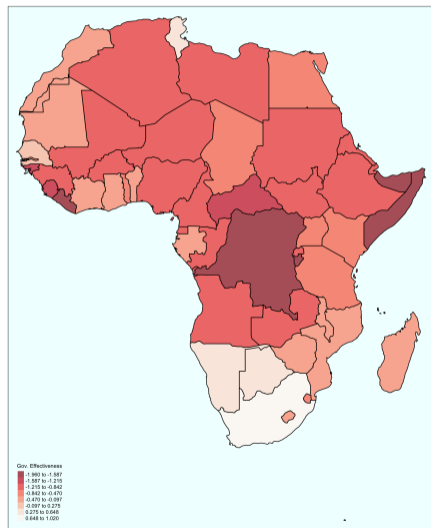 Gov. Effectiveness
-1.960 to -1.587
-1.587 to -1.215
-1.215 to -0.842
-0.842 to -0.470
-0.470 to -0.097
-0.097 to 0.275
0.275 to 0.648
0.648 to 1.020